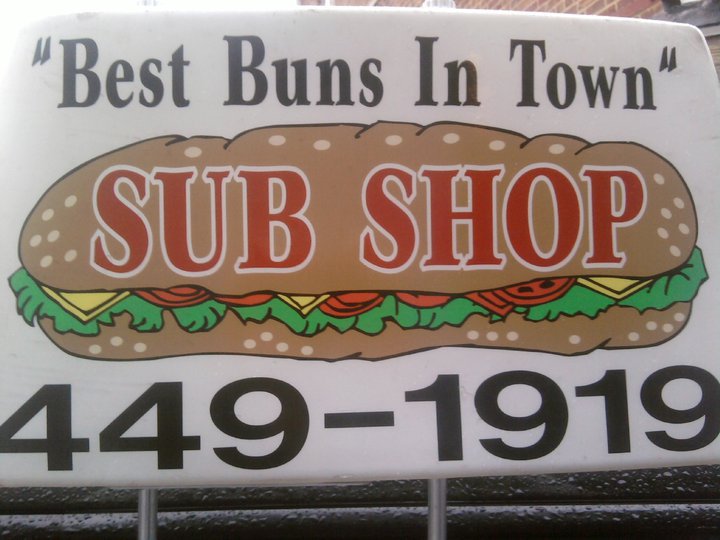 "Best Buns In Town"
SUB SHOP
449-1919